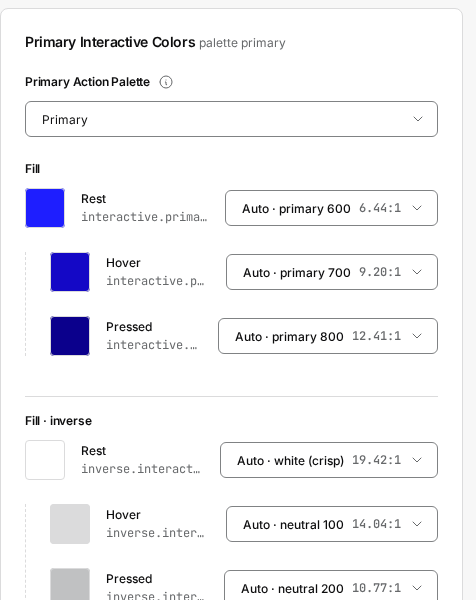 Primary Interactive Colors palette primary
Primary Action Palette
Primary
Fill
Rest
interactive.prima…
Auto · primary 600 6.44:1
Hover
interactive.p…
Auto · primary 700 9.20:1
Pressed
interactive.…
Auto · primary 800 12.41:1
Fill · inverse
Rest
inverse.interact…
Auto · white (crisp) 19.42:1
Hover
inverse.inter…
Auto · neutral 100 14.04:1
Pressed
inverse.inter…
Auto · neutral 200 10.77:1